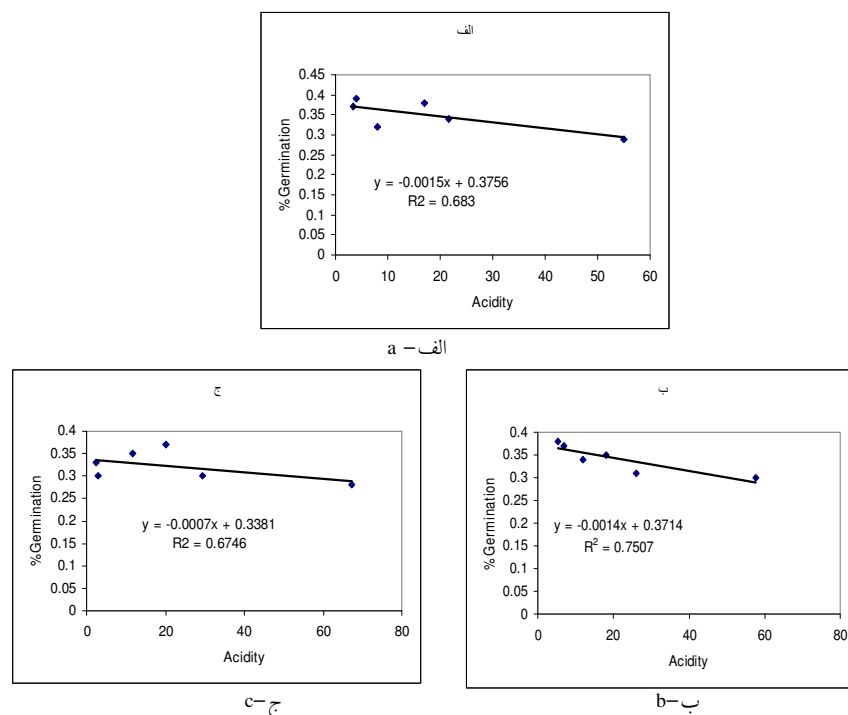 الف
0.45
0.4
0.35
0.3
0.25
0.2
0.15
0.1
0.05
0
%Germination
y = -0.0015x + 0.3756
R2 = 0.683
0 10 20 30 40 50 60
Acidity
الف – a
ج
0.4
0.35
0.3
0.25
0.2
0.15
0.1
0.05
0
%Germination
y = -0.0007x + 0.3381
R2 = 0.6746
0 20 40 60 80
Acidity
ج–c
ب
0.4
0.35
0.3
0.25
0.2
0.15
0.1
0.05
0
%Germination
y = -0.0014x + 0.3714
R² = 0.7507
0 20 40 60 80
Acidity
ب–b